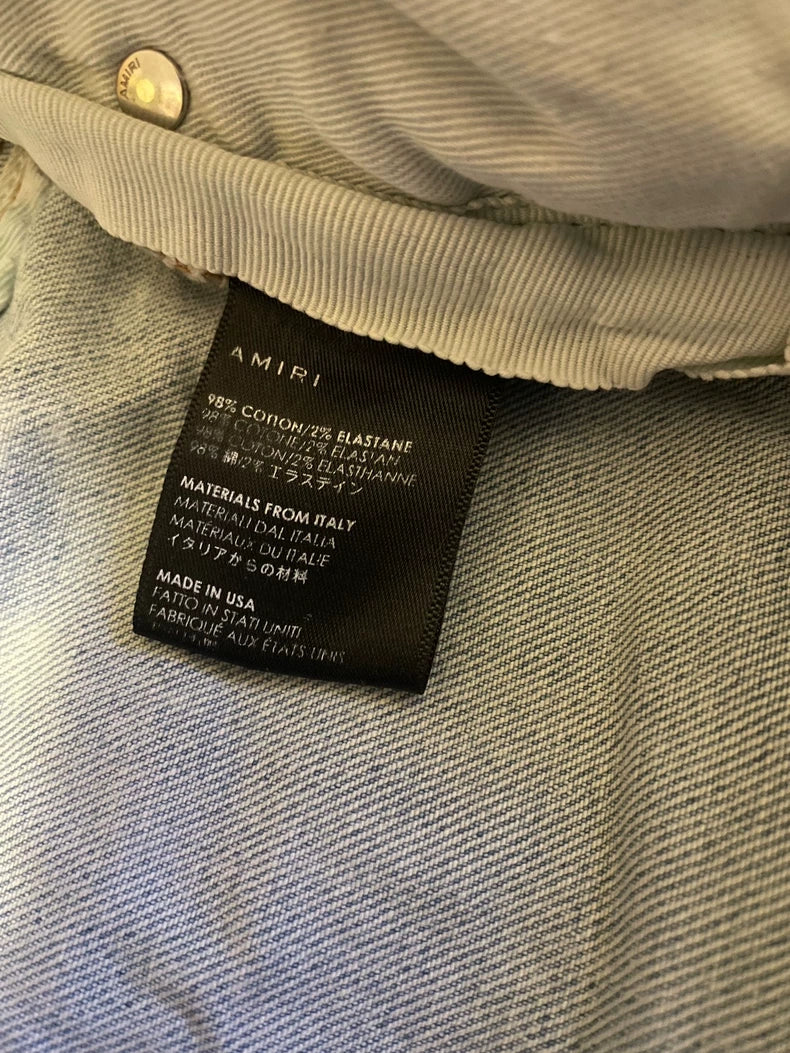 AMIRI
AMIRI
98% COTTON/2% ELASTANE
98% COTONE/2% ELASTAN
98% COTON/2% ELASTHANNE
98% 綿/2% エラステイン
MATERIALS FROM ITALY
MATERIALI DAL ITALIA
MATERIAUX DU ITALIE
イタリアからの材料
MADE IN USA
FATTO IN STATI UNITI
FABRIQUÉ AUX ÉTATS UNIS